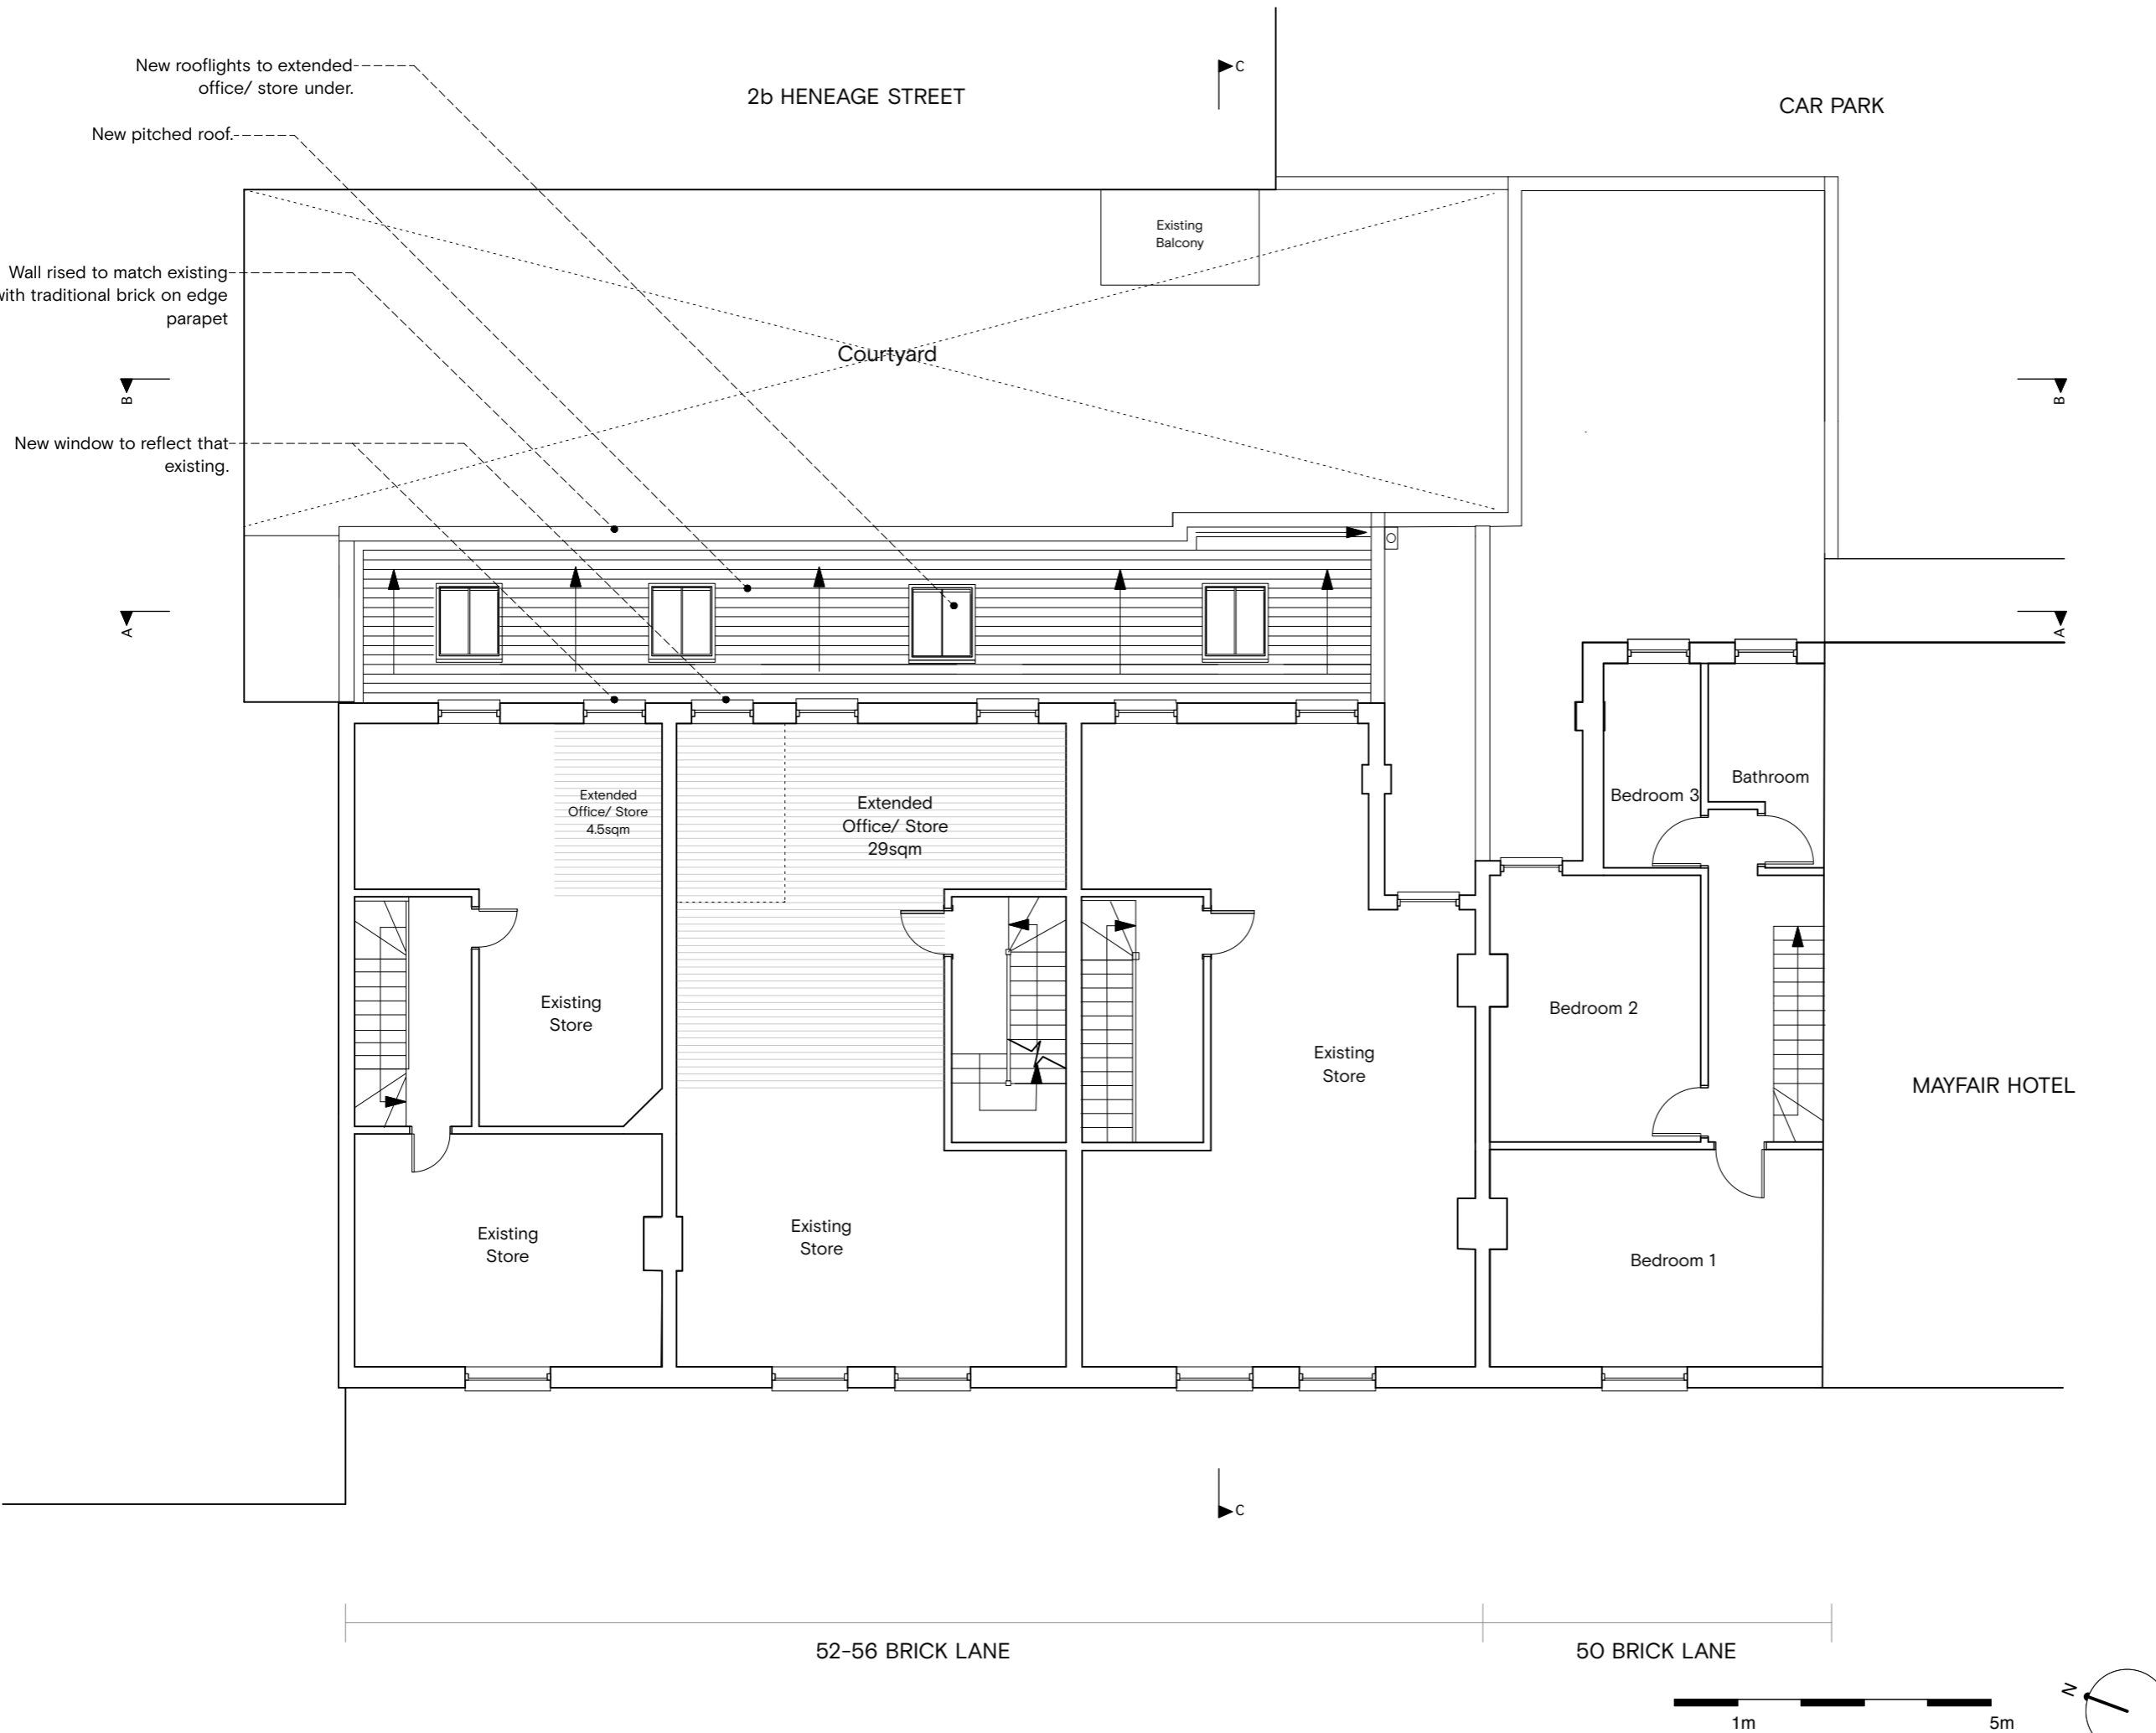 New rooflights to extended
office/ store under.
2b HENEAGE STREET
C
CAR PARK
New pitched roof.
Existing
Balcony
Wall rised to match existing
with traditional brick on edge
parapet
Courtyard
B
B
New window to reflect that
existing.
A
A
Extended
Office/ Store
4.5sqm
Extended
Office/ Store
29sqm
Bedroom 3
Bathroom
Existing
Store
Existing
Store
Bedroom 2
MAYFAIR HOTEL
Existing
Store
Existing
Store
Bedroom 1
C
52-56 BRICK LANE
50 BRICK LANE
1m
5m
N